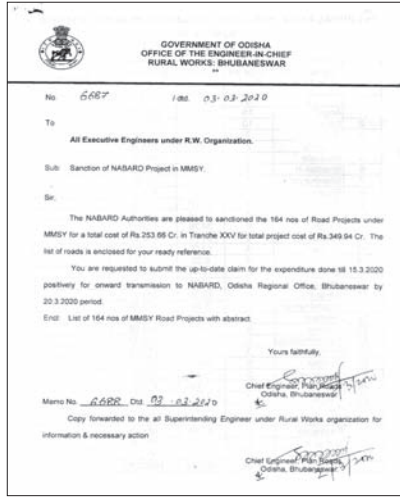 GOVERNMENT OF ODISHA
OFFICE OF THE ENGINEER-IN-CHIEF
RURAL WORKS: BHUBANESWAR
**
No. 6687 /dtd. 03-03-2020
To
All Executive Engineers under R.W. Organization.
Sub: Sanction of NABARD Project in MMSY.
Sir,
The NABARD Authorities are pleased to sanctioned the 164 nos of Road Projects under
MMSY for a total cost of Rs.253.66 Cr. in Tranche XXV for total project cost of Rs.349.94 Cr. The
list of roads is enclosed for your ready reference.
You are requested to submit the up-to-date claim for the expenditure done till 15.3.2020
positively for onward transmission to NABARD, Odisha Regional Office, Bhubaneswar by
20.3.2020 period.
Encl: List of 164 nos of MMSY Road Projects with abstract.
Yours faithfully,
Chief Engineer, Plan Roads
Odisha, Bhubaneswar
Memo No. 6688 Dtd. 03-03-2020
Copy forwarded to the all Superintending Engineer under Rural Works organization for
information & necessary action
Chief Engineer, Plan Roads,
Odisha, Bhubaneswar